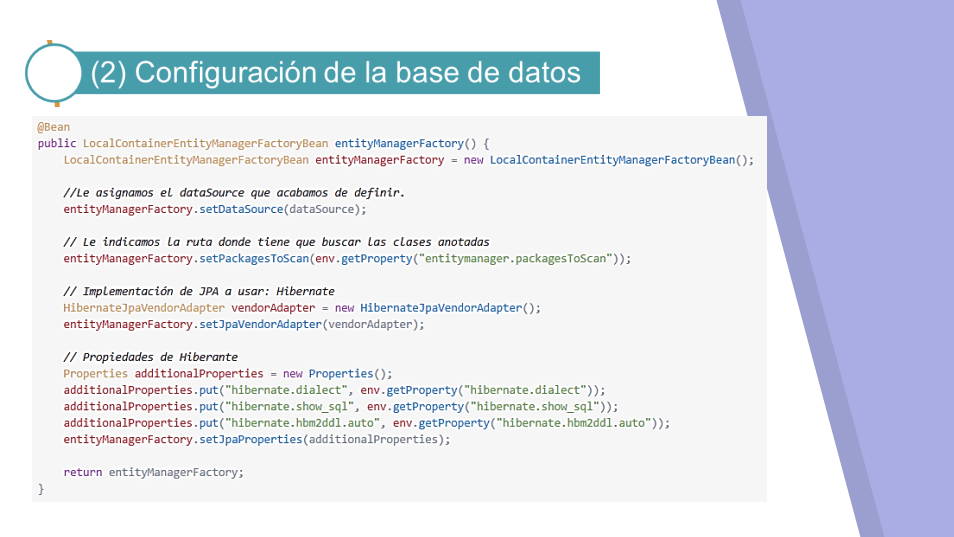 (2) Configuración de la base de datos
@Bean
public LocalContainerEntityManagerFactoryBean entityManagerFactory() {
LocalContainerEntityManagerFactoryBean entityManagerFactory = new LocalContainerEntityManagerFactoryBean();
//Le asignamos el dataSource que acabamos de definir.
entityManagerFactory.setDataSource(dataSource);
// Le indicamos la ruta donde tiene que buscar las clases anotadas
entityManagerFactory.setPackagesToScan(env.getProperty("entitymanager.packagesToScan"));
// Implementación de JPA a usar: Hibernate
HibernateJpaVendorAdapter vendorAdapter = new HibernateJpaVendorAdapter();
entityManagerFactory.setJpaVendorAdapter(vendorAdapter);
// Propiedades de Hiberante
Properties additionalProperties = new Properties();
additionalProperties.put("hibernate.dialect", env.getProperty("hibernate.dialect"));
additionalProperties.put("hibernate.show_sql", env.getProperty("hibernate.show_sql"));
additionalProperties.put("hibernate.hbm2ddl.auto", env.getProperty("hibernate.hbm2ddl.auto"));
entityManagerFactory.setJpaProperties(additionalProperties);
return entityManagerFactory;
}